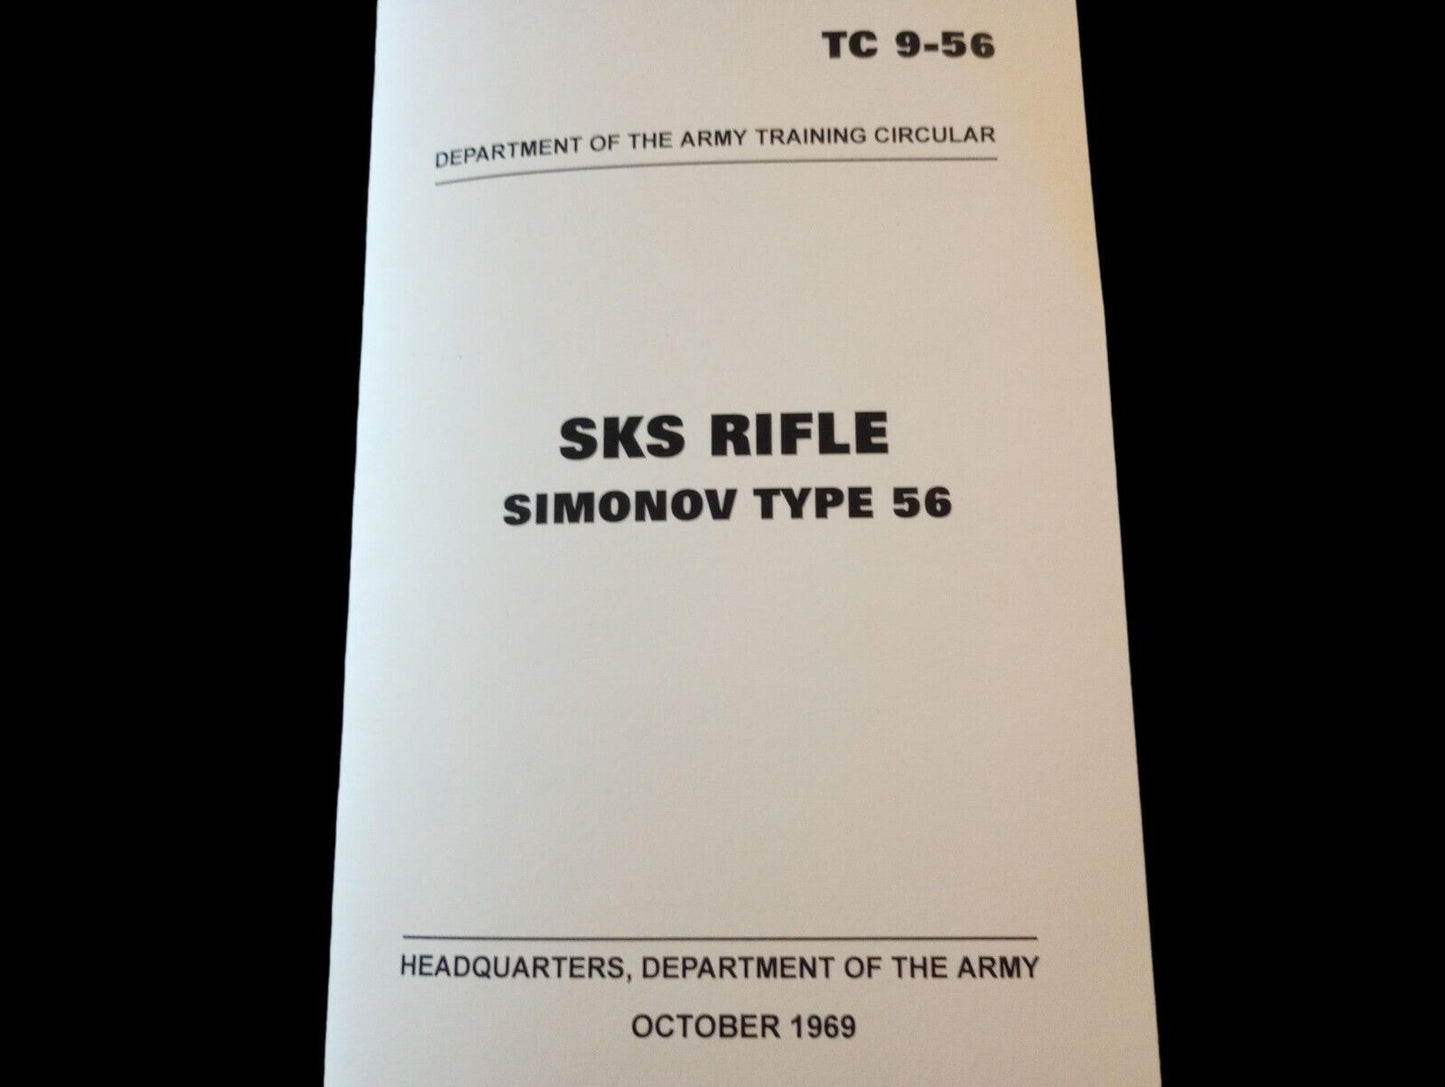 TC 9-56
DEPARTMENT OF THE ARMY TRAINING CIRCULAR
SKS RIFLE
SIMONOV TYPE 56
HEADQUARTERS, DEPARTMENT OF THE ARMY
OCTOBER 1969